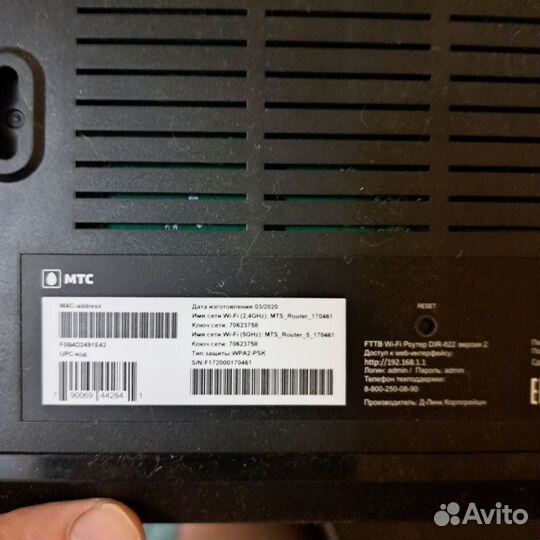 МТС
MAC-address
F0B4D2491E42
UPC-код:
7 90069 44284 1
Дата изготовления:03/2020
Имя сети Wi-Fi (2,4GHz): MTS_Router_170461
Ключ сети: 70623758
Имя сети Wi-Fi (5GHz): MTS_Router_5_170461
Ключ сети: 70623758
Тип защиты: WPA2-PSK
S/N:F172000170461
RESET
FTTB Wi-Fi Роутер DIR-822 версия 2
Доступ к web-интерфейсу:
http://192.168.1.1
Логин: admin / Пароль: admin
Телефон техподдержки:
8-800-250-08-90
Производитель: Д-Линк Корпорейшн
Avito